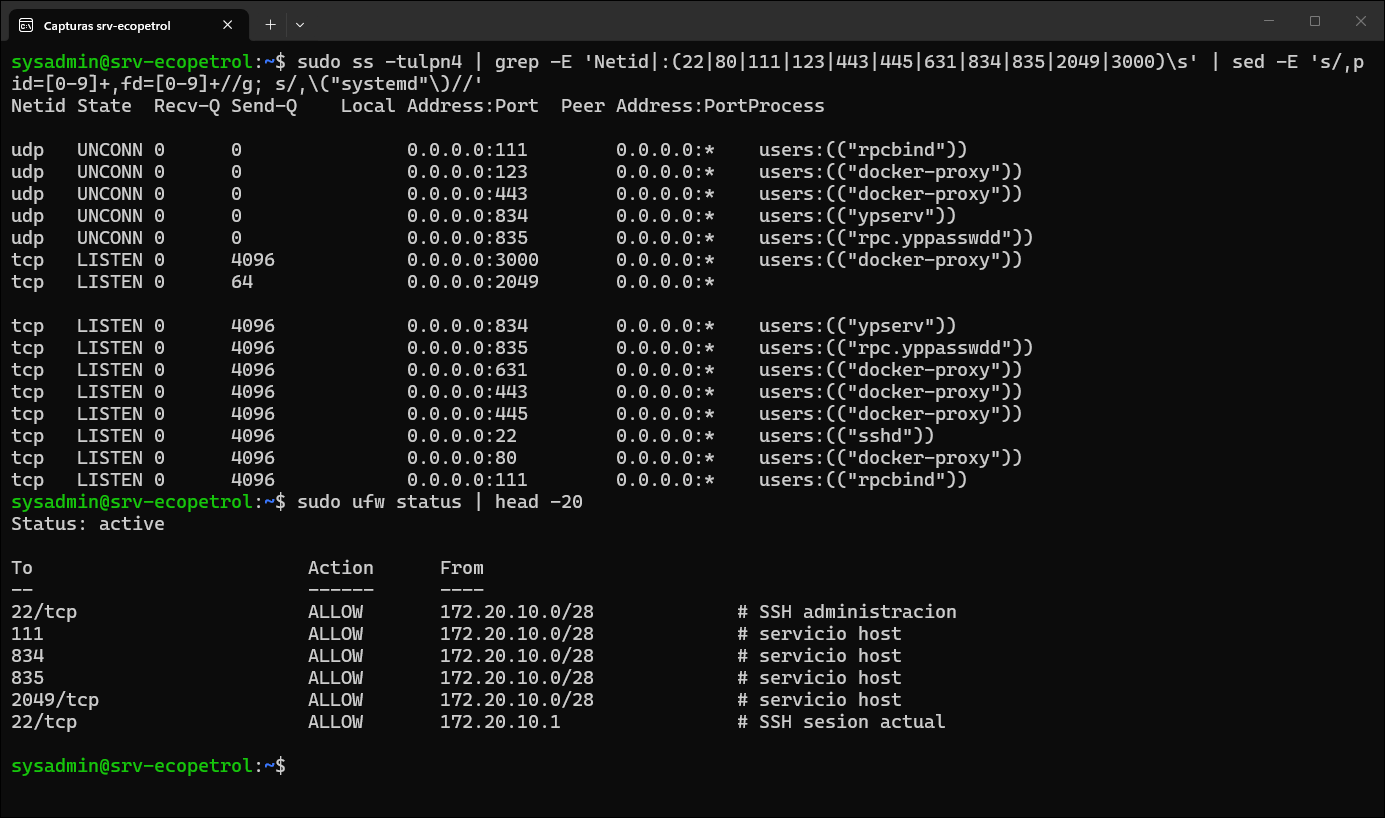 Capturas srv-ecopetrol
sysadmin@srv-ecopetrol:~$ sudo ss -tulpn4 | grep -E 'Netid|:(22|80|111|123|443|445|631|834|835|2049|3000)\s' | sed -E 's/,p
id=[0-9]+,fd=[0-9]+//g; s/,\("systemd"\)//'
Netid State  Recv-Q Send-Q    Local Address:Port  Peer Address:PortProcess
udp   UNCONN 0      0               0.0.0.0:111        0.0.0.0:*    users:(("rpcbind"))
udp   UNCONN 0      0               0.0.0.0:123        0.0.0.0:*    users:(("docker-proxy"))
udp   UNCONN 0      0               0.0.0.0:443        0.0.0.0:*    users:(("docker-proxy"))
udp   UNCONN 0      0               0.0.0.0:834        0.0.0.0:*    users:(("ypserv"))
udp   UNCONN 0      0               0.0.0.0:835        0.0.0.0:*    users:(("rpc.yppasswdd"))
tcp   LISTEN 0      4096            0.0.0.0:3000       0.0.0.0:*    users:(("docker-proxy"))
tcp   LISTEN 0      64              0.0.0.0:2049       0.0.0.0:*
tcp   LISTEN 0      4096            0.0.0.0:834        0.0.0.0:*    users:(("ypserv"))
tcp   LISTEN 0      4096            0.0.0.0:835        0.0.0.0:*    users:(("rpc.yppasswdd"))
tcp   LISTEN 0      4096            0.0.0.0:631        0.0.0.0:*    users:(("docker-proxy"))
tcp   LISTEN 0      4096            0.0.0.0:443        0.0.0.0:*    users:(("docker-proxy"))
tcp   LISTEN 0      4096            0.0.0.0:445        0.0.0.0:*    users:(("docker-proxy"))
tcp   LISTEN 0      4096            0.0.0.0:22         0.0.0.0:*    users:(("sshd"))
tcp   LISTEN 0      4096            0.0.0.0:80         0.0.0.0:*    users:(("docker-proxy"))
tcp   LISTEN 0      4096            0.0.0.0:111        0.0.0.0:*    users:(("rpcbind"))
sysadmin@srv-ecopetrol:~$ sudo ufw status | head -20
Status: active
To                         Action      From
--                         ------      ----
22/tcp                     ALLOW       172.20.10.0/28             # SSH administracion
111                        ALLOW       172.20.10.0/28             # servicio host
834                        ALLOW       172.20.10.0/28             # servicio host
835                        ALLOW       172.20.10.0/28             # servicio host
2049/tcp                   ALLOW       172.20.10.0/28             # servicio host
22/tcp                     ALLOW       172.20.10.1                # SSH sesion actual
sysadmin@srv-ecopetrol:~$